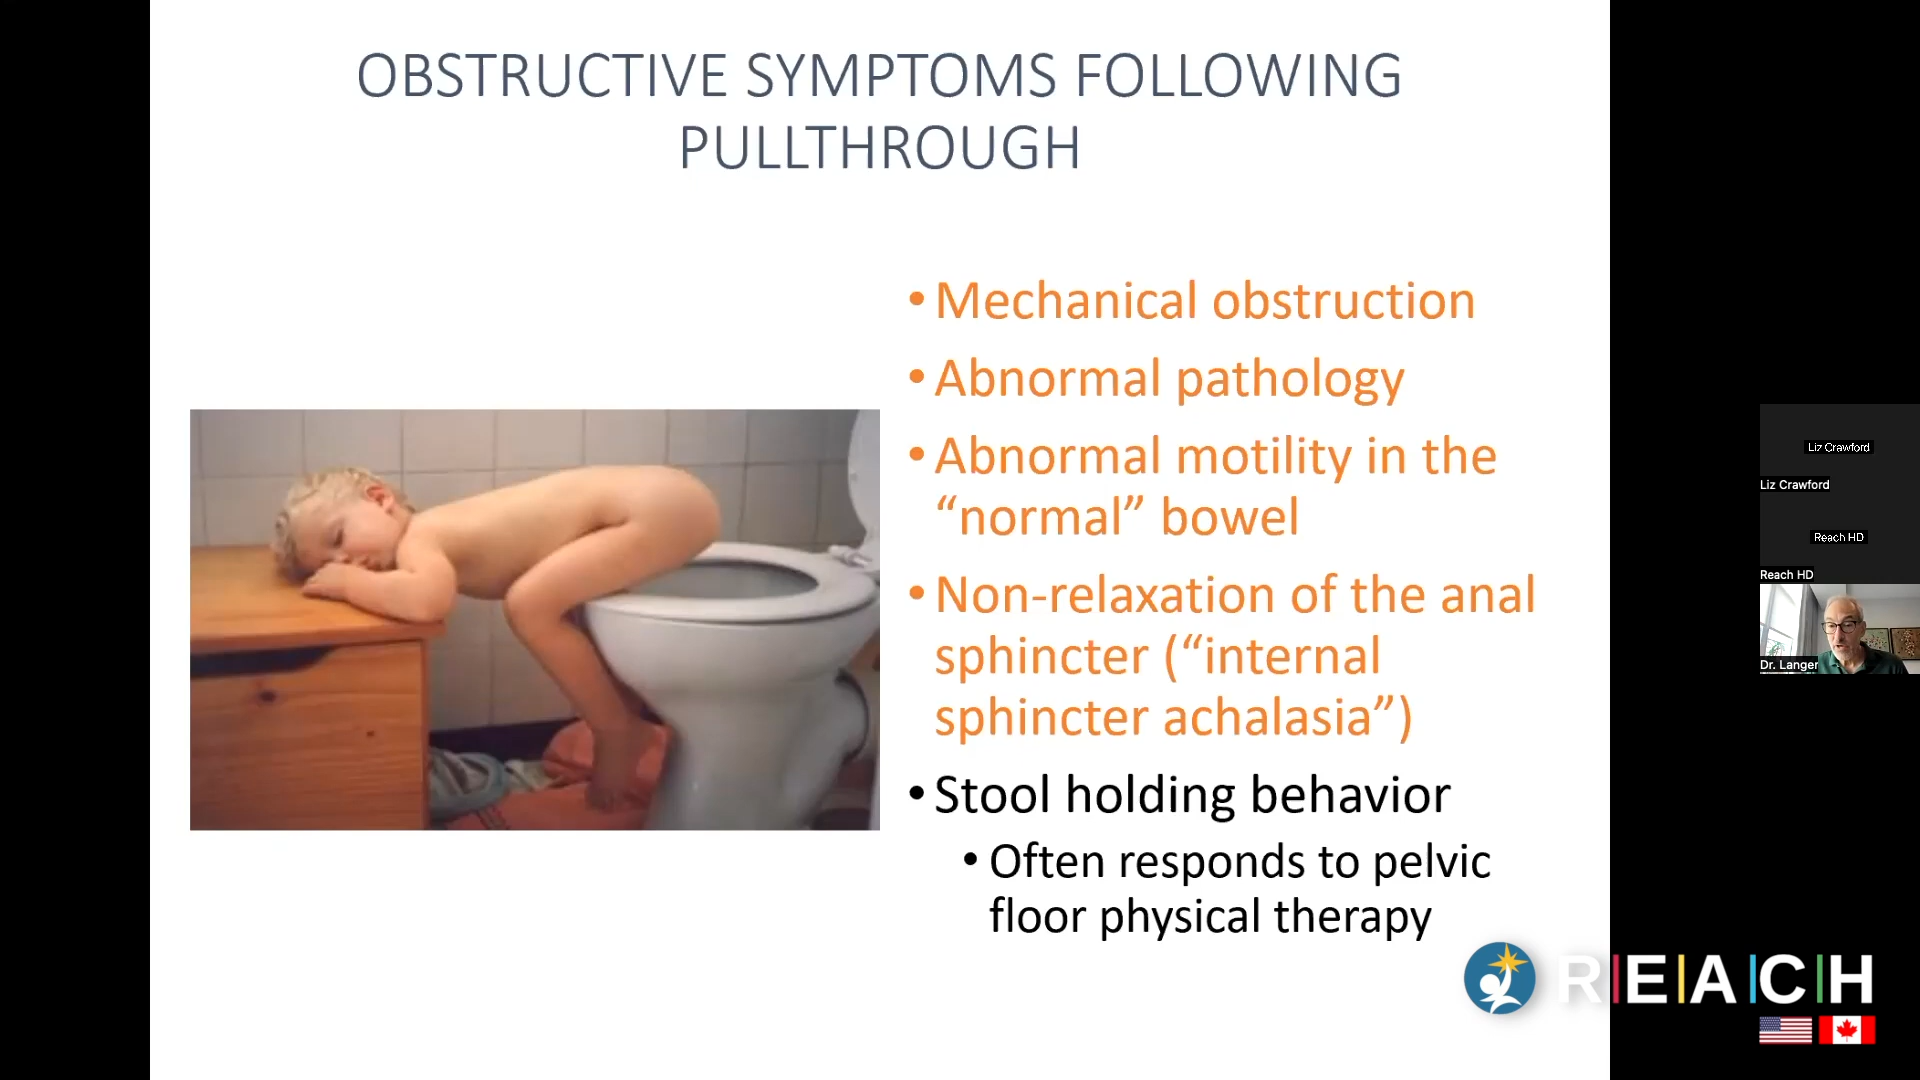 OBSTRUCTIVE SYMPTOMS FOLLOWING
PULLTHROUGH
• Mechanical obstruction
• Abnormal pathology
• Abnormal motility in the
“normal” bowel
• Non-relaxation of the anal
sphincter (“internal
sphincter achalasia”)
• Stool holding behavior
• Often responds to pelvic
floor physical therapy
Liz Crawford
Liz Crawford
Reach HD
Reach HD
Dr. Langer
R|E|A|C|H